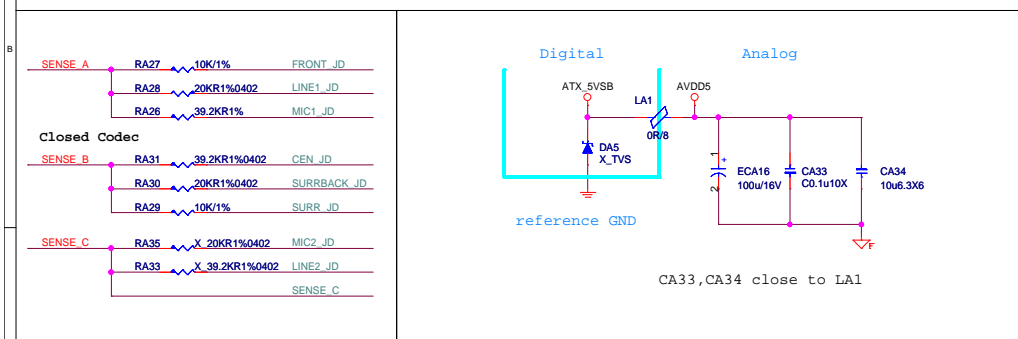 B
SENSE_A RA27 10K/1% FRONT_JD
RA28 20KR1%0402 LINE1_JD
RA26 39.2KR1% MIC1_JD
Closed Codec
SENSE_B RA31 39.2KR1%0402 CEN_JD
RA30 20KR1%0402 SURRBACK_JD
RA29 10K/1% SURR_JD
SENSE_C RA35 X_20KR1%0402 MIC2_JD
RA33 X_39.2KR1%0402 LINE2_JD
SENSE_C
Digital Analog
ATX_5VSB AVDD5
LA1
0R/8
DA5
X_TVS
1
+
2
ECA16
100u/16V
CA33
C0.1u10X
CA34
10u6.3X6
reference GND
F
CA33,CA34 close to LA1